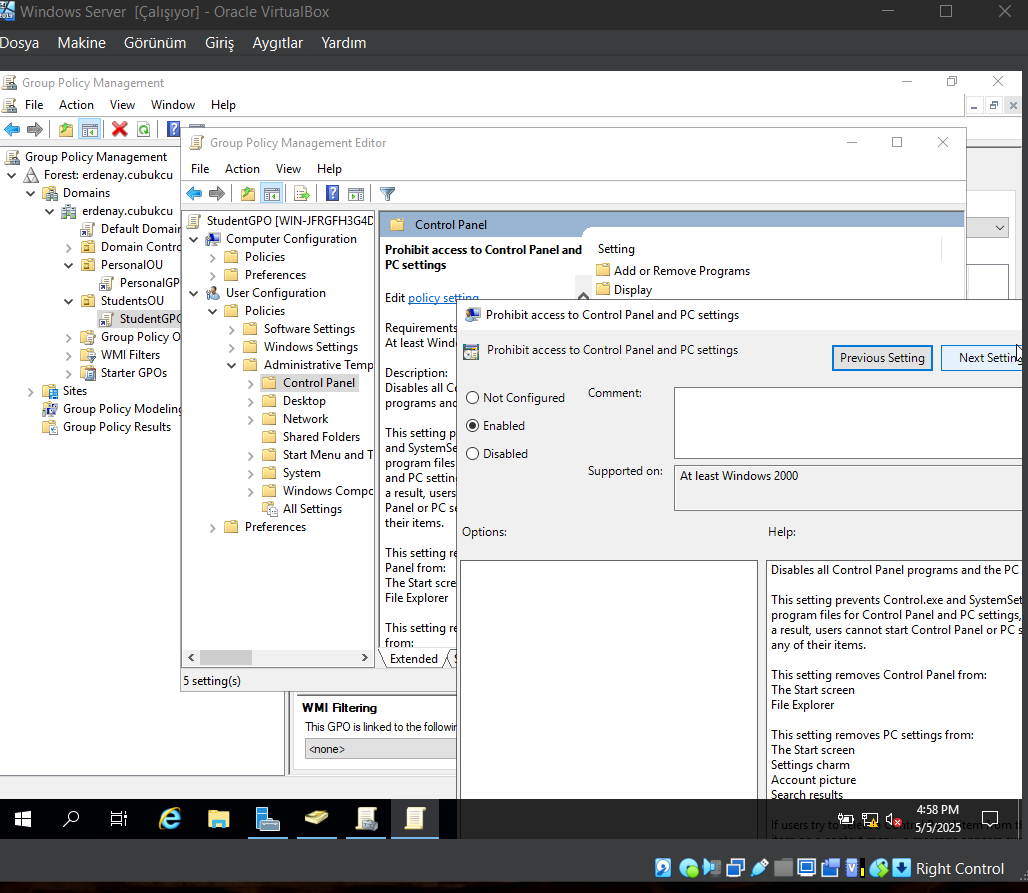 Windows Server [Çalışıyor] - Oracle VirtualBox
Dosya Makine Görünüm Giriş Aygıtlar Yardım
Group Policy Management
File Action View Window Help
Group Policy Management
Forest: erdenay.cubukcu
Domains
erdenay.cubukcu
Default Domain
Domain Contro
PersonalOU
PersonalGP
StudentsOU
StudentGPO
Group Policy O
WMI Filters
Starter GPOs
Sites
Group Policy Modeling
Group Policy Results
Group Policy Management Editor
File Action View Help
StudentGPO [WIN-JFRGFH3G4D
Computer Configuration
Policies
Preferences
User Configuration
Policies
Software Settings
Windows Settings
Administrative Temp
Control Panel
Desktop
Network
Shared Folders
Start Menu and T
System
Windows Compo
All Settings
Preferences
Control Panel
Prohibit access to Control Panel and
PC settings
Edit policy setting
Requirements
At least Windo
Description:
Disables all Co
programs and
This setting p
and SystemSe
program files
and PC settin
a result, users
Panel or PC se
their items.
This setting re
Panel from:
The Start scre
File Explorer
This setting re
from:
Extended
Setting
Add or Remove Programs
Display
5 setting(s)
WMI Filtering
This GPO is linked to the followin
<none>
Prohibit access to Control Panel and PC settings
Prohibit access to Control Panel and PC settings
Previous Setting Next Settin
Not Configured
Enabled
Disabled
Comment:
Supported on:
At least Windows 2000
Options:
Help:
Disables all Control Panel programs and the PC
This setting prevents Control.exe and SystemSet
program files for Control Panel and PC settings,
a result, users cannot start Control Panel or PC s
any of their items.
This setting removes Control Panel from:
The Start screen
File Explorer
This setting removes PC settings from:
The Start screen
Settings charm
Account picture
Search results
4:58 PM
5/5/2025
Right Control